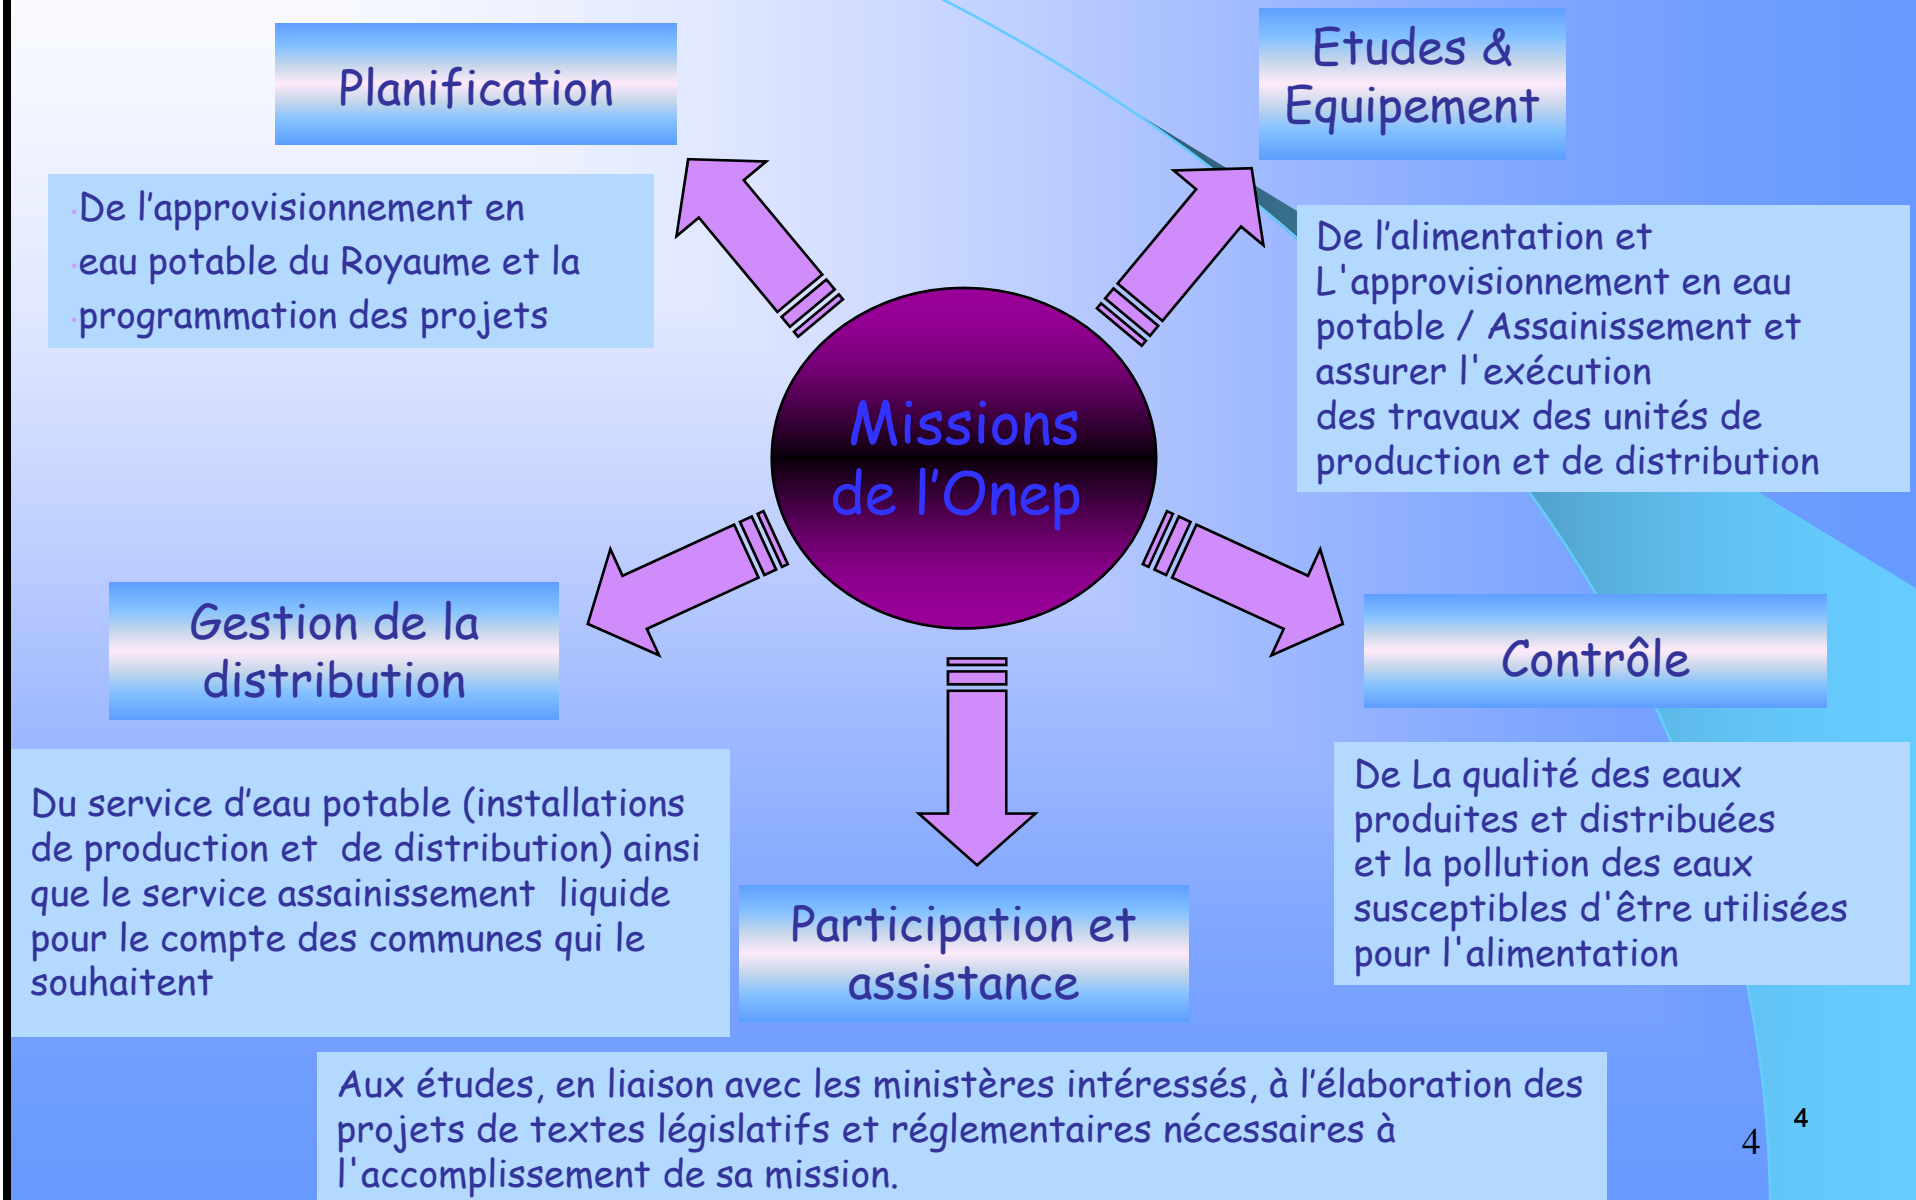 Planification
·De l’approvisionnement en
·eau potable du Royaume et la
·programmation des projets
Etudes &
Equipement
De l’alimentation et
L'approvisionnement en eau
potable / Assainissement et
assurer l'exécution
des travaux des unités de
production et de distribution
Missions
de l’Onep
Gestion de la
distribution
Du service d’eau potable (installations
de production et de distribution) ainsi
que le service assainissement liquide
pour le compte des communes qui le
souhaitent
Contrôle
De La qualité des eaux
produites et distribuées
et la pollution des eaux
susceptibles d'être utilisées
pour l'alimentation
Participation et
assistance
Aux études, en liaison avec les ministères intéressés, à l’élaboration des
projets de textes législatifs et réglementaires nécessaires à
l'accomplissement de sa mission.
4
4